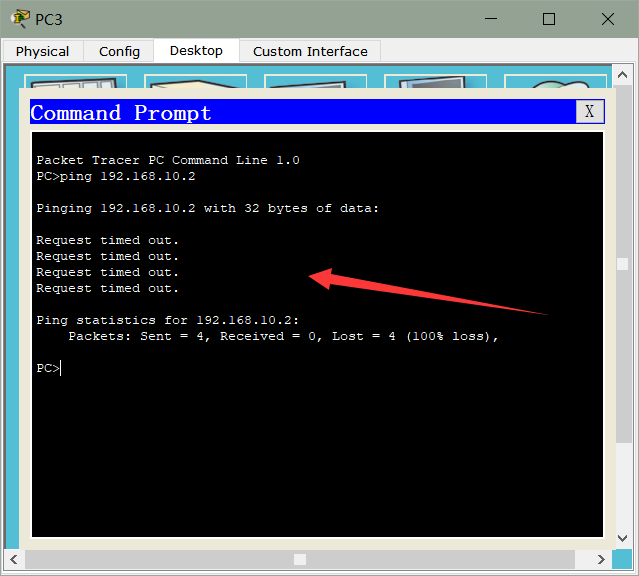 PC3
Physical Config Desktop Custom Interface
Command Prompt X
Packet Tracer PC Command Line 1.0
PC>ping 192.168.10.2
Pinging 192.168.10.2 with 32 bytes of data:
Request timed out.
Request timed out.
Request timed out.
Request timed out.
Ping statistics for 192.168.10.2:
Packets: Sent = 4, Received = 0, Lost = 4 (100% loss),
PC>